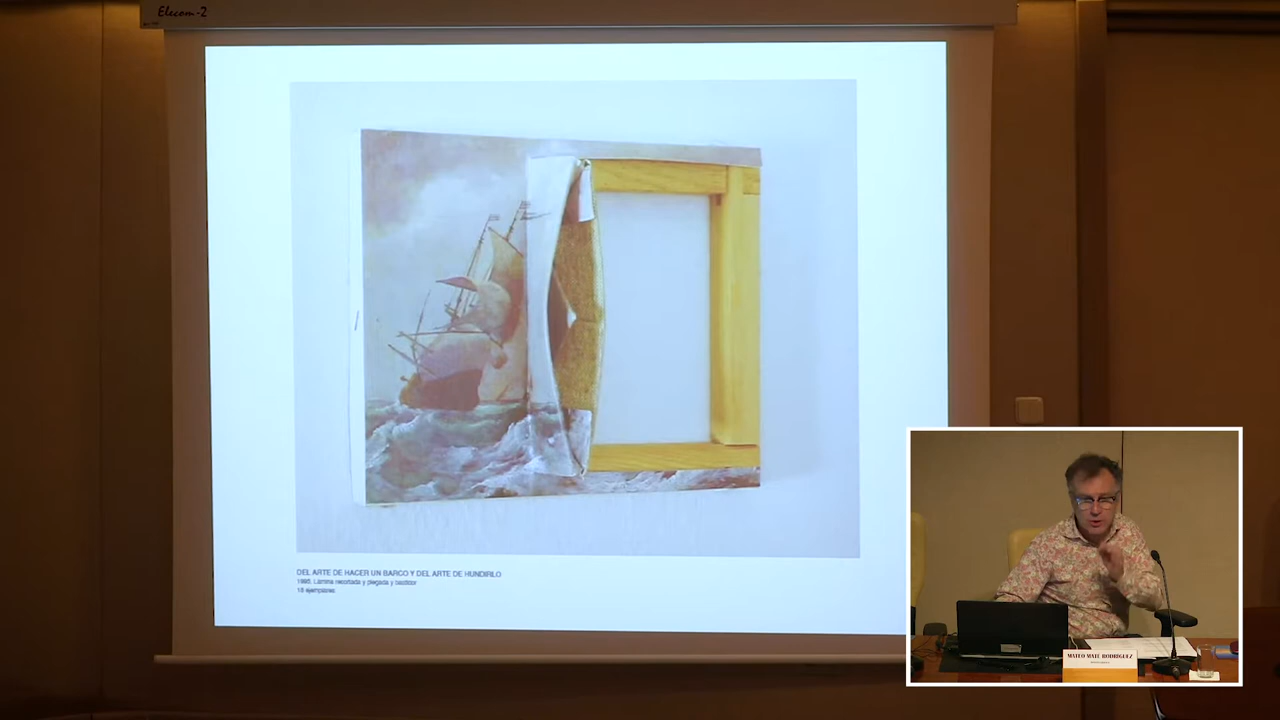 Elecom-2
DEL ARTE DE HACER UN BARCO Y DEL ARTE DE HUNDIRLO
1995. Lámina recortada y plegada y bastidor
18 ejemplares
MATEO MATÉ RODRÍGUEZ